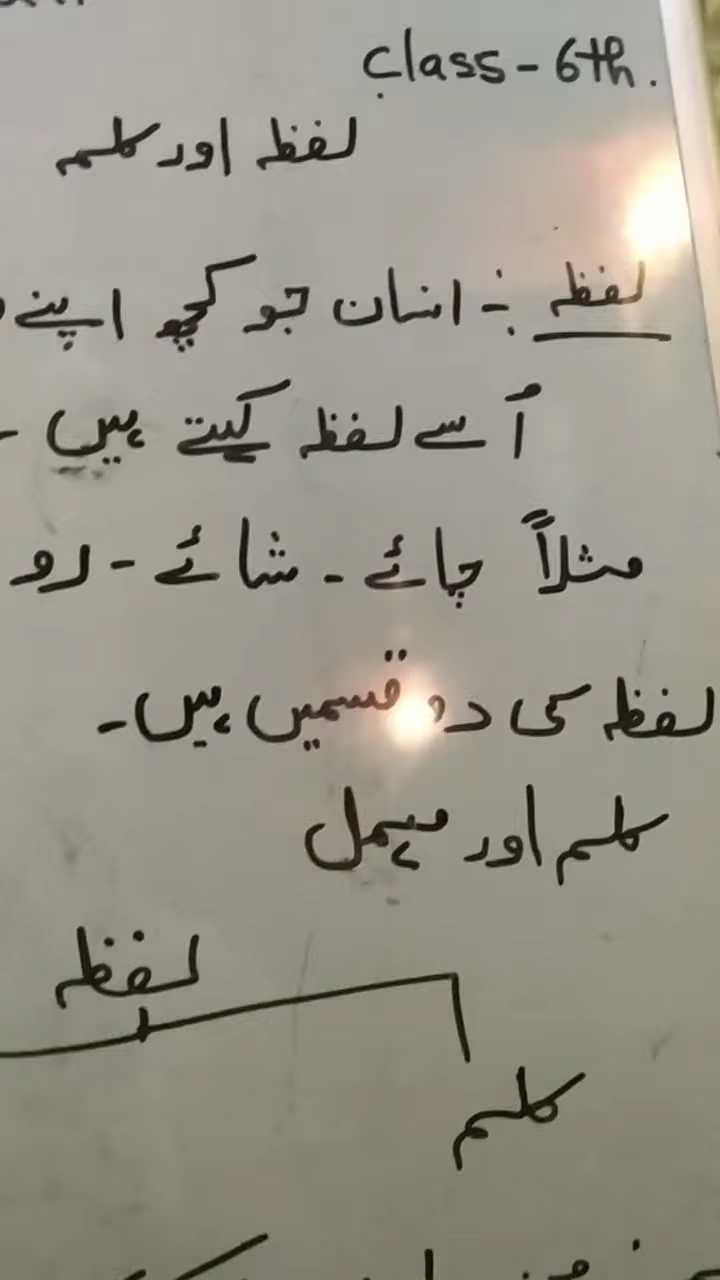 Class - 6th.
لفظ اور کلمہ
لفظ :- انسان جو کچھ اپنے
اُسے لفظ کہتے ہیں -
مثلاً چائے - شائے - رو
لفظ کی دو قسمیں ہیں -
کلمہ اور مہمل
لفظ
کلمہ